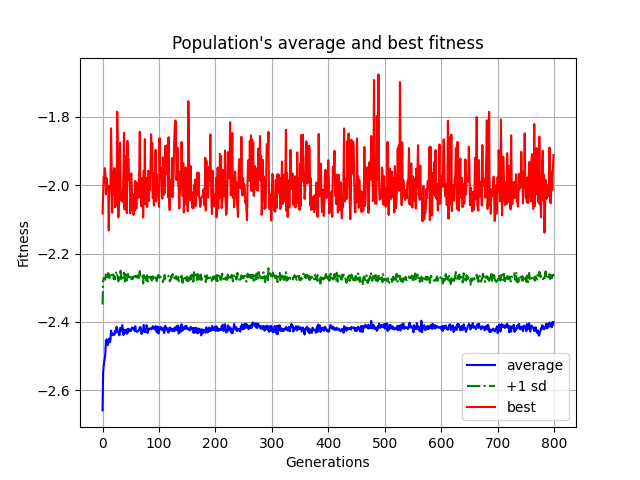 Population's average and best fitness
Fitness
−1.8
−2.0
−2.2
−2.4
−2.6
average
+1 sd
best
0 100 200 300 400 500 600 700 800
Generations